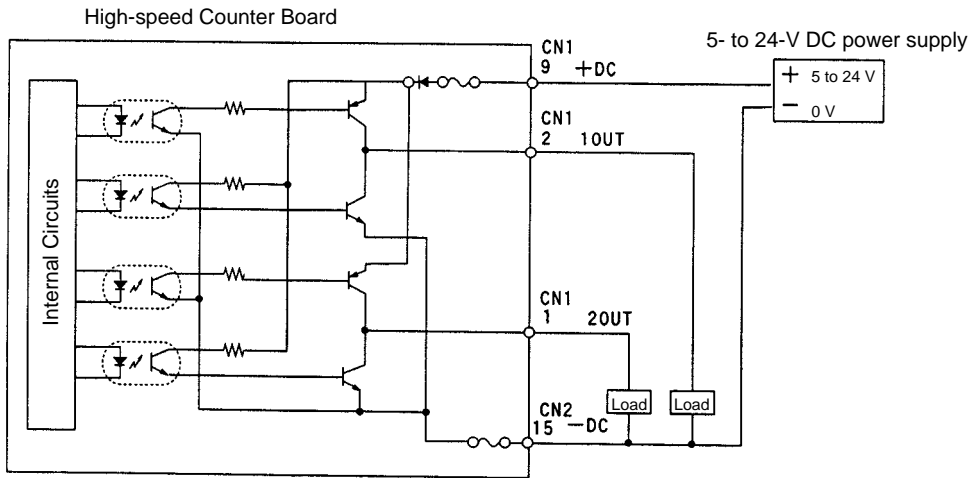 High-speed Counter Board
5- to 24-V DC power supply
CN1
9 +DC
+ 5 to 24 V
− 0 V
CN1
2 1OUT
Internal Circuits
CN1
1 2OUT
Load
Load
CN2
15 −DC